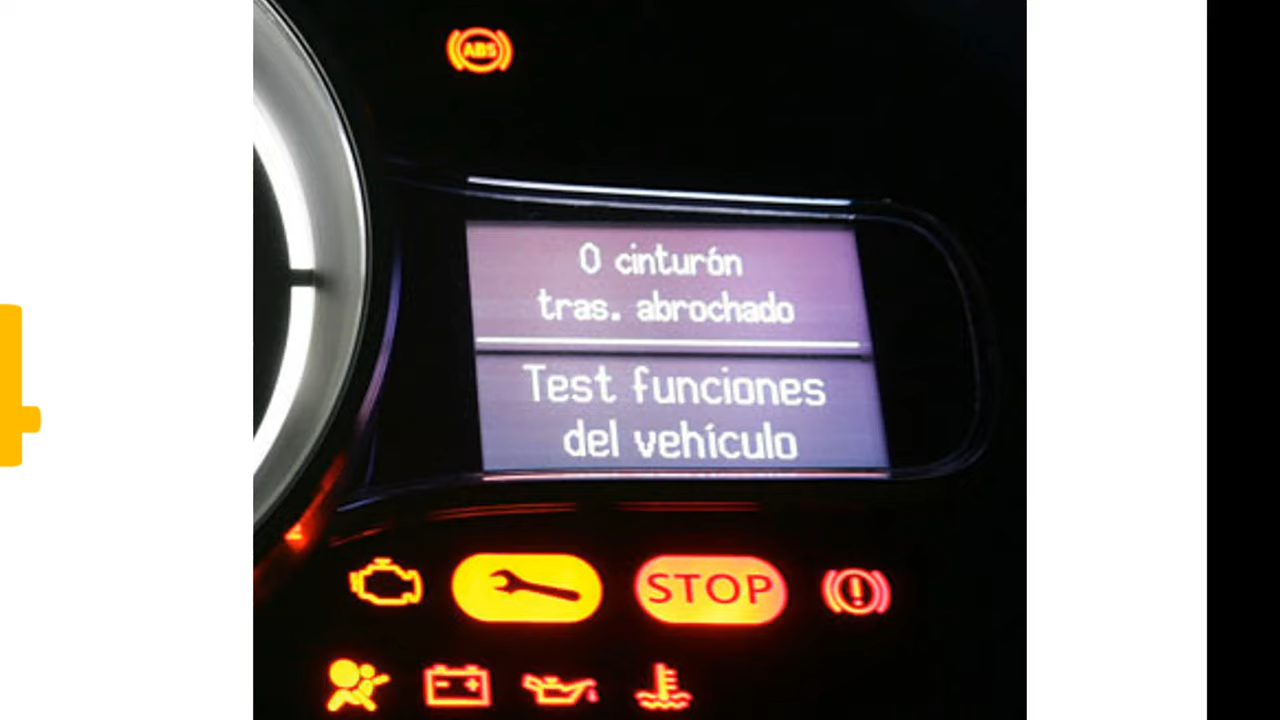 ABS
0 cinturón
tras. abrochado
Test funciones
del vehículo
STOP